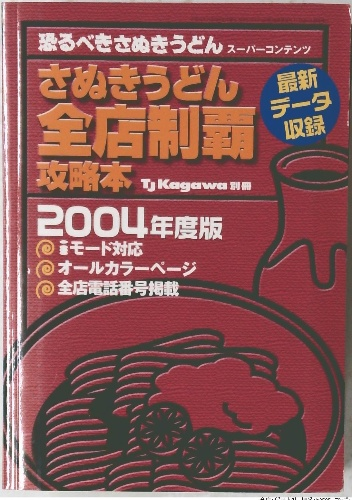 恐るべきさぬきうどん スーパーコンテンツ
さぬきうどん
全店制覇
攻略本 TJ Kagawa 別冊
最新
データ
収録
2004年度版
iモード対応
オールカラーページ
全店電話番号掲載